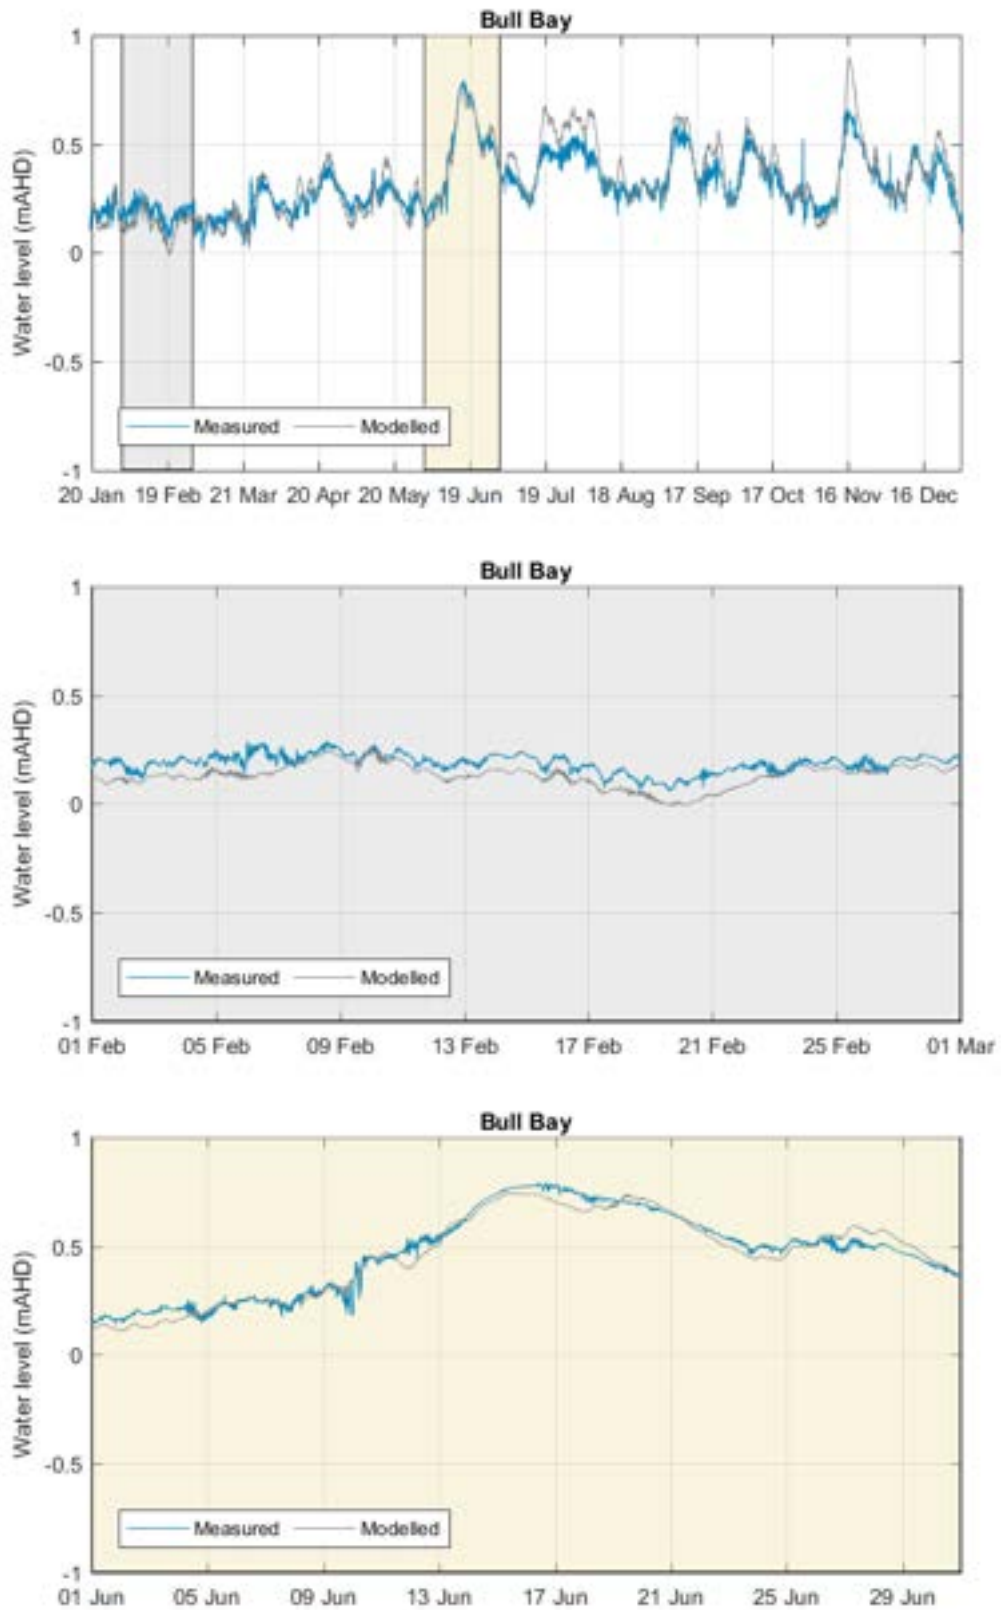 Bull Bay
1
0.5
0
-0.5
-1
Water level (mAHD)
Measured Modelled
20 Jan 19 Feb 21 Mar 20 Apr 20 May 19 Jun 19 Jul 18 Aug 17 Sep 17 Oct 16 Nov 16 Dec
Bull Bay
1
0.5
0
-0.5
-1
Water level (mAHD)
Measured Modelled
01 Feb 05 Feb 09 Feb 13 Feb 17 Feb 21 Feb 25 Feb 01 Mar
Bull Bay
1
0.5
0
-0.5
-1
Water level (mAHD)
Measured Modelled
01 Jun 05 Jun 09 Jun 13 Jun 17 Jun 21 Jun 25 Jun 29 Jun